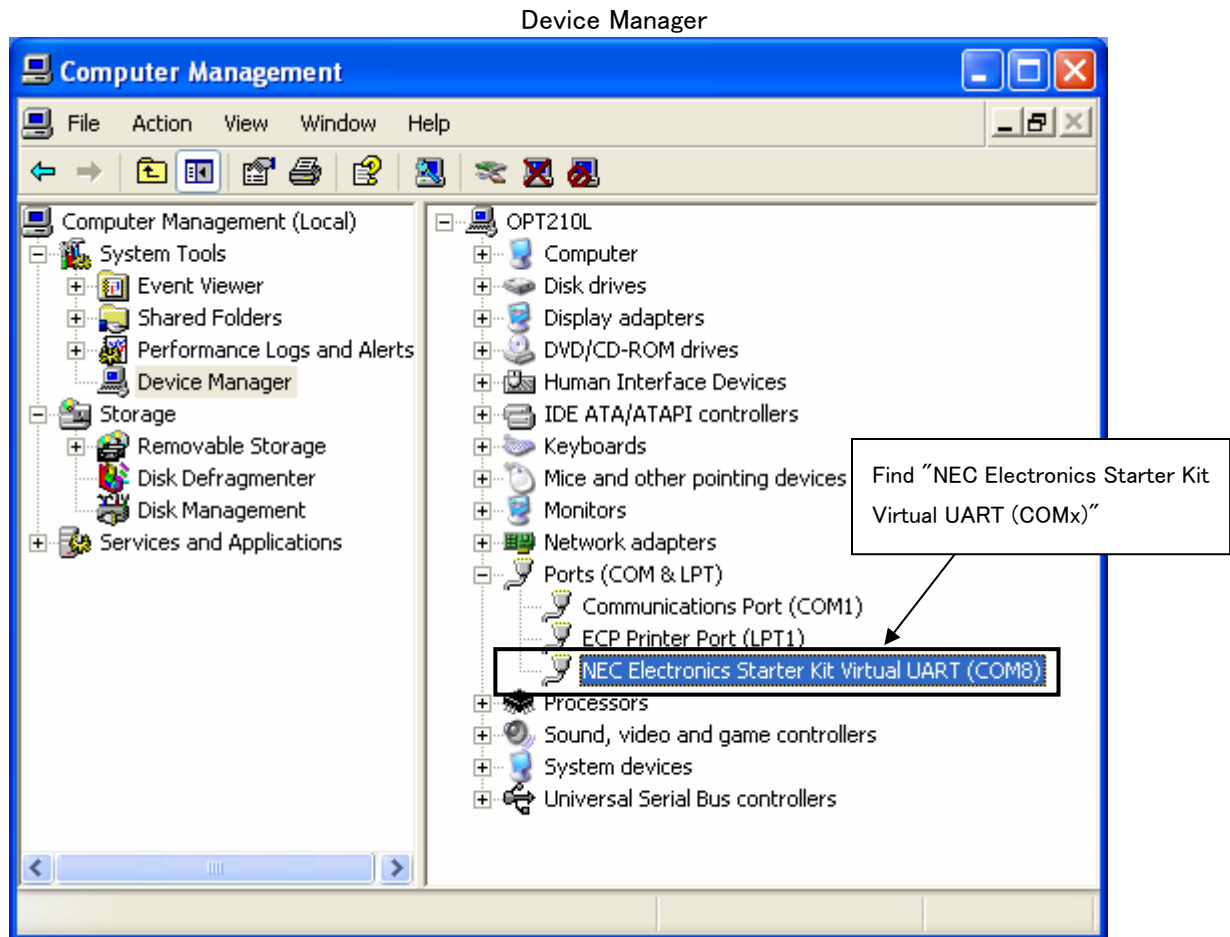 Device Manager
Computer Management
File Action View Window Help
Computer Management (Local)
System Tools
Event Viewer
Shared Folders
Performance Logs and Alerts
Device Manager
Storage
Removable Storage
Disk Defragmenter
Disk Management
Services and Applications
OPT210L
Computer
Disk drives
Display adapters
DVD/CD-ROM drives
Human Interface Devices
IDE ATA/ATAPI controllers
Keyboards
Mice and other pointing devices
Monitors
Network adapters
Ports (COM & LPT)
Communications Port (COM1)
ECP Printer Port (LPT1)
NEC Electronics Starter Kit Virtual UART (COM8)
Processors
Sound, video and game controllers
System devices
Universal Serial Bus controllers
Find "NEC Electronics Starter Kit
Virtual UART (COMx)"